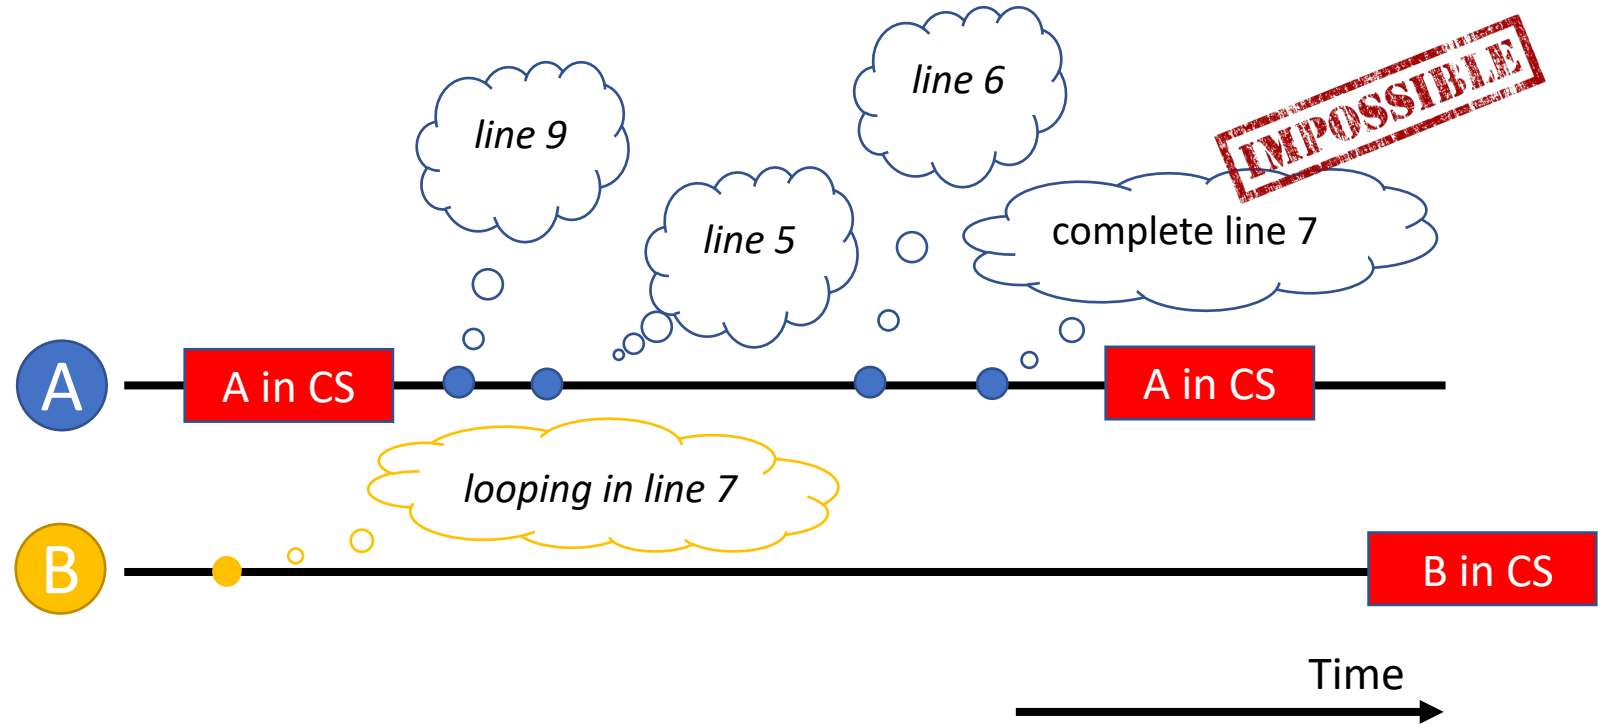 line 9
line 6
IMPOSSIBLE
line 5
complete line 7
A
A in CS
A in CS
looping in line 7
B
B in CS
Time